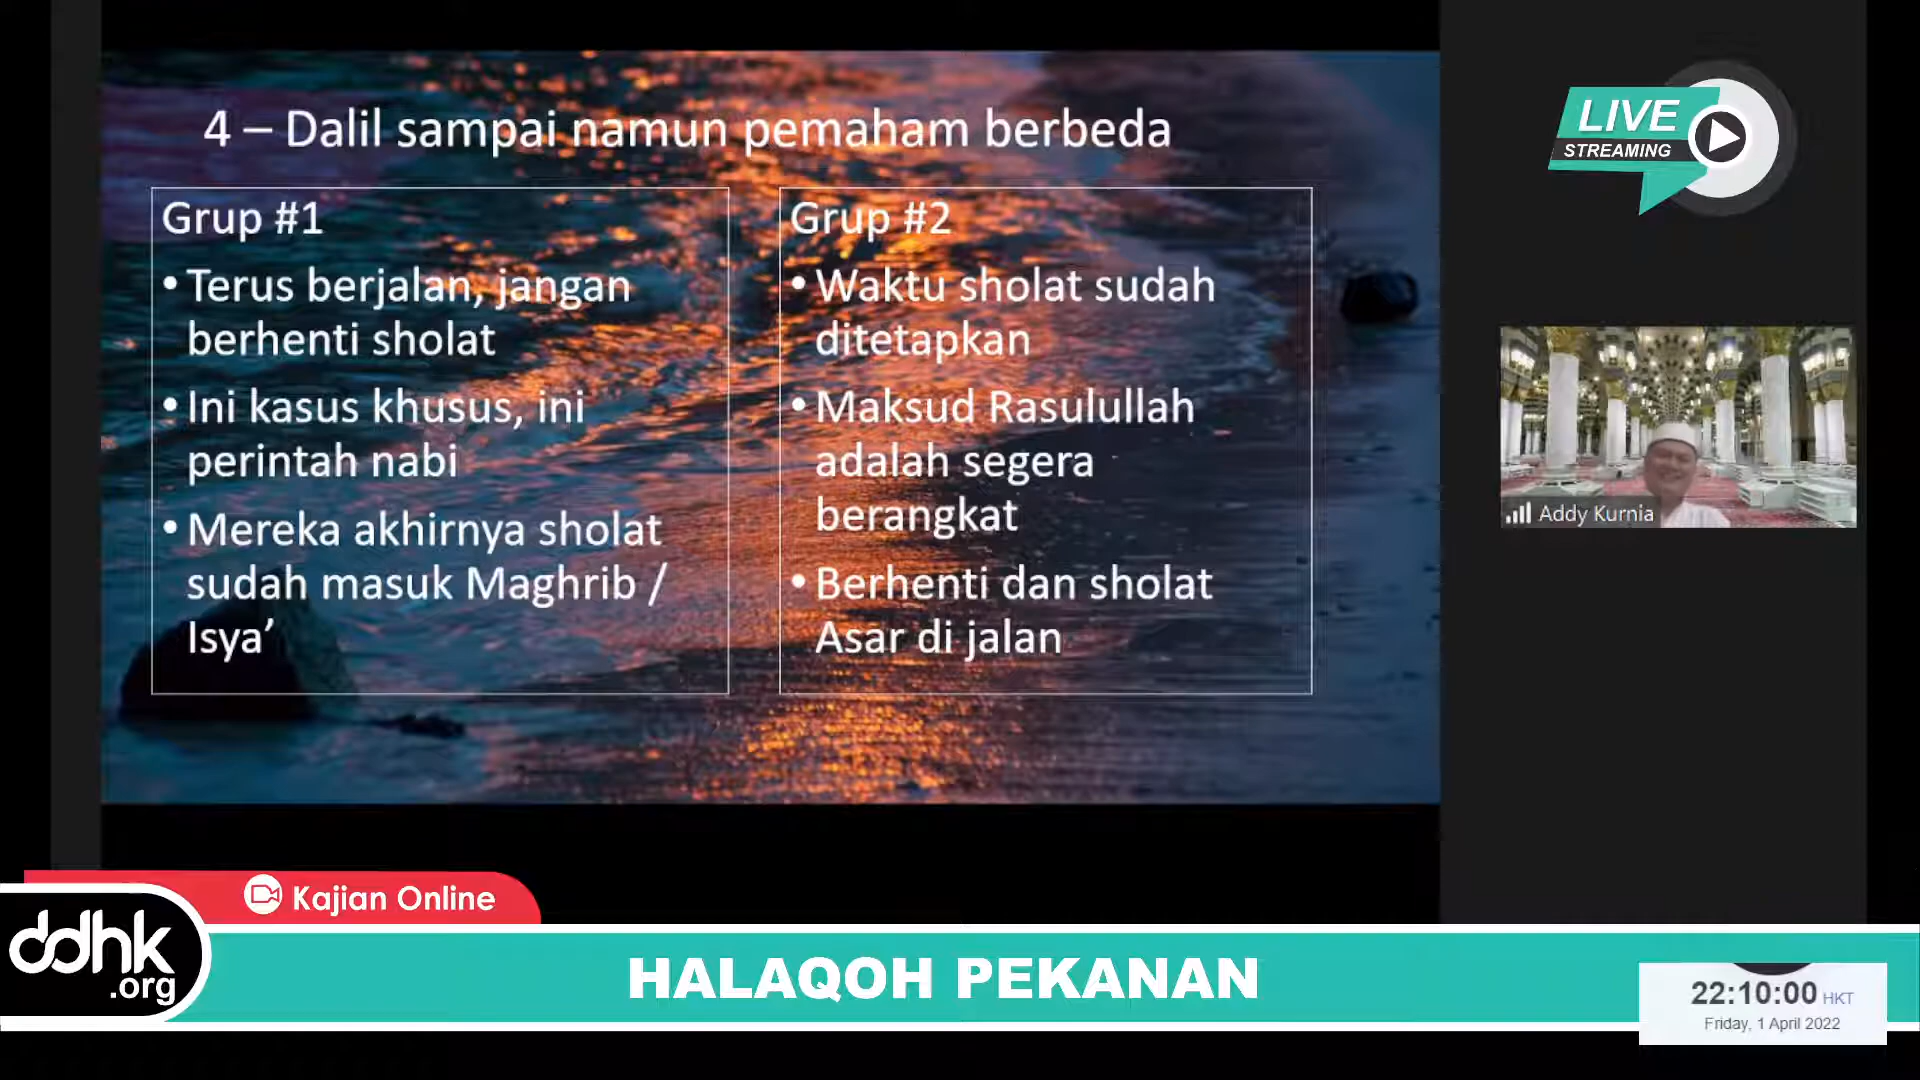 4 – Dalil sampai namun pemaham berbeda
Grup #1
• Terus berjalan, jangan
berhenti sholat
• Ini kasus khusus, ini
perintah nabi
• Mereka akhirnya sholat
sudah masuk Maghrib /
Isya’
Grup #2
• Waktu sholat sudah
ditetapkan
• Maksud Rasulullah
adalah segera
berangkat
• Berhenti dan sholat
Asar di jalan
LIVE
STREAMING
Addy Kurnia
Kajian Online
ddhk
.org
HALAQOH PEKANAN
22:10:00 HKT
Friday, 1 April 2022